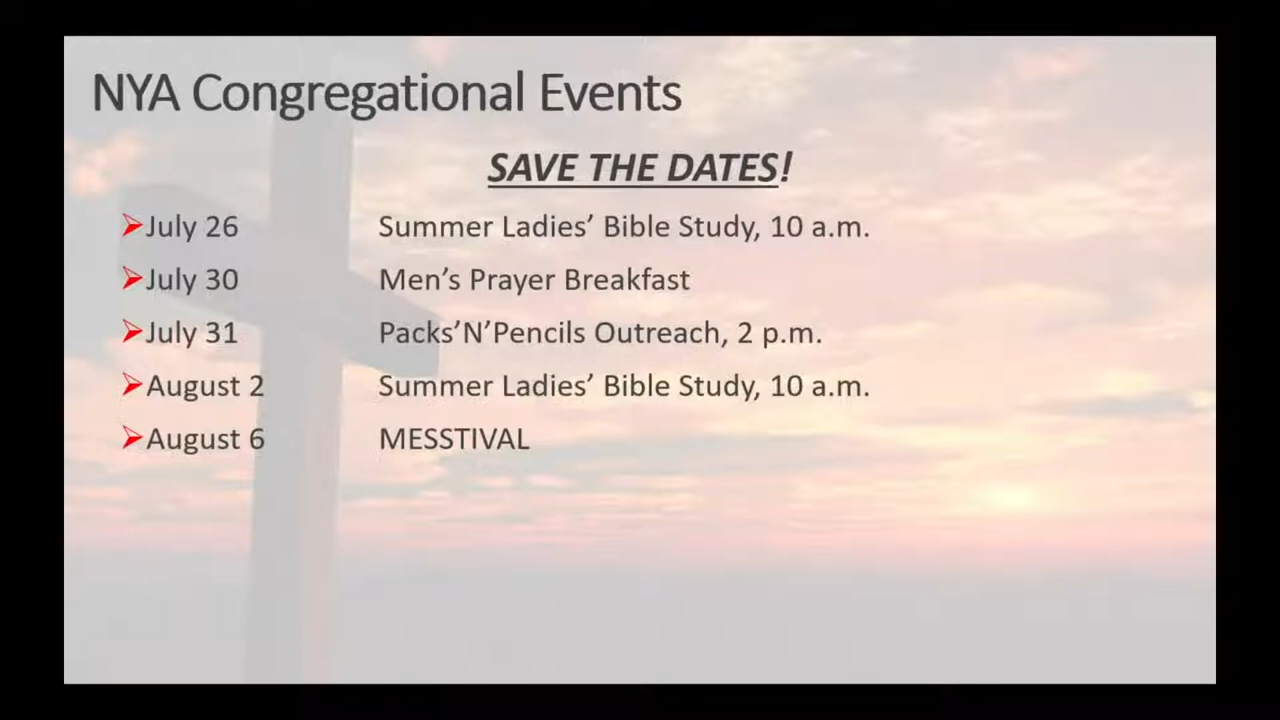 NYA Congregational Events
SAVE THE DATES!
July 26 Summer Ladies’ Bible Study, 10 a.m.
July 30 Men’s Prayer Breakfast
July 31 Packs’N’Pencils Outreach, 2 p.m.
August 2 Summer Ladies’ Bible Study, 10 a.m.
August 6 MESSTIVAL